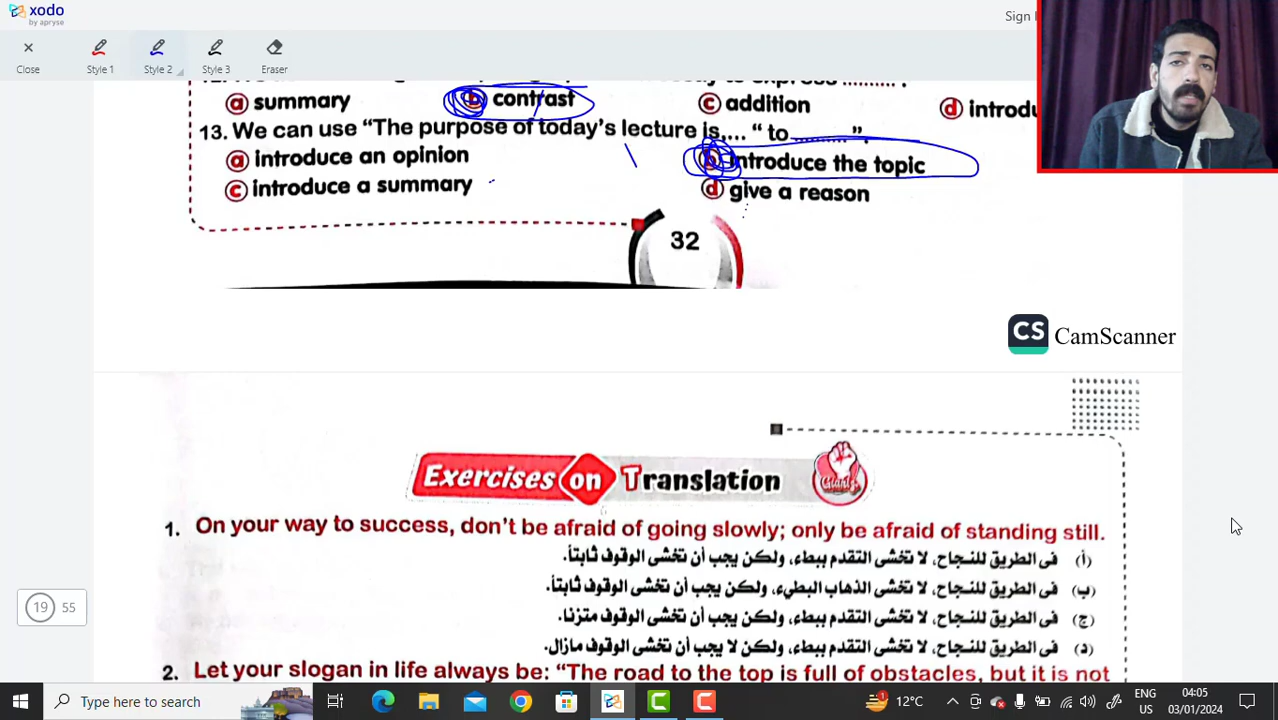 xodo
by apryse
Sign
Close
Style 1
Style 2
Style 3
Eraser
a summary
b contrast
c addition
d introdu
13. We can use “The purpose of today’s lecture is,... “ to .......... ”.
a introduce an opinion
b introduce the topic
c introduce a summary
d give a reason
32
CS CamScanner
Exercises on Translation
Giants
1. On your way to success, don’t be afraid of going slowly; only be afraid of standing still.
(أ) فى الطريق للنجاح، لا تخشى التقدم ببطء، ولكن يجب أن تخشى الوقوف ثابتاً.
(ب) فى الطريق للنجاح، لا تخشى الذهاب البطيء، ولكن يجب أن تخشى الوقوف ثابتاً.
(ج) فى الطريق للنجاح، لا تخشى التقدم ببطء، ولكن يجب أن تخشى الوقوف متزنا.
(د) فى الطريق للنجاح، لا تخشى التقدم ببطء، ولكن لا يجب أن تخشى الوقوف مازال.
2. Let your slogan in life always be: “The road to the top is full of obstacles, but it is not
19 55
Type here to search
1
12°C
ENG
US
04:05
03/01/2024